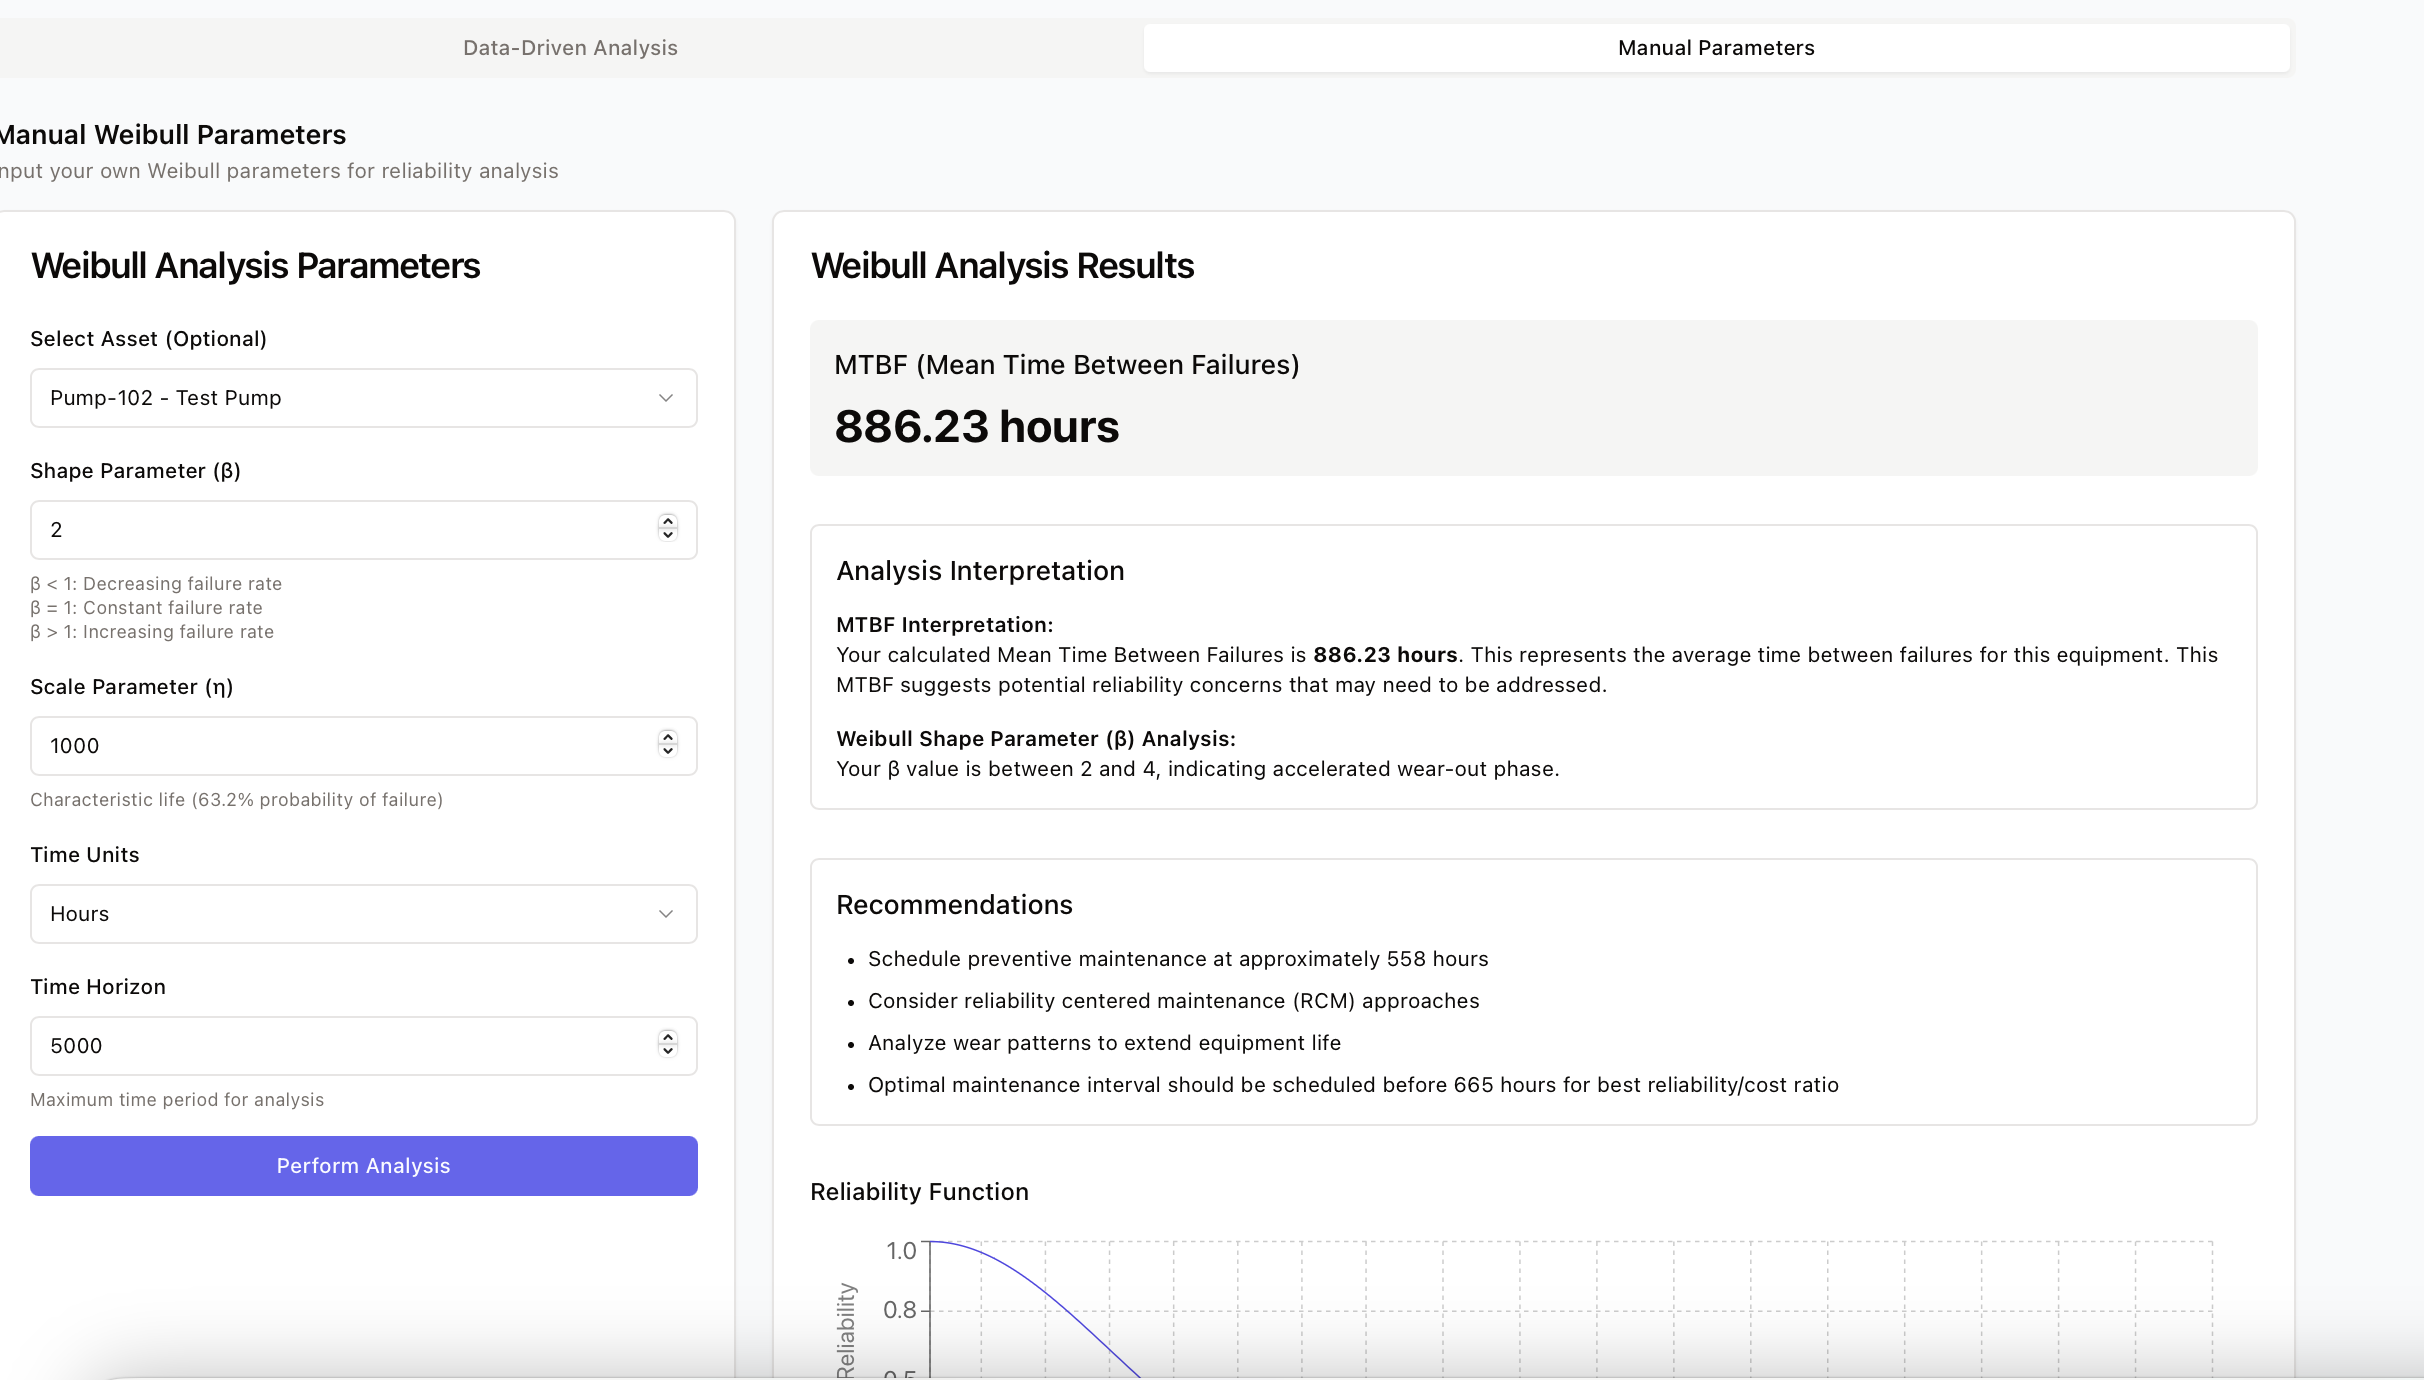 Data-Driven Analysis
Manual Parameters
Manual Weibull Parameters
nput your own Weibull parameters for reliability analysis
Weibull Analysis Parameters
Select Asset (Optional)
Pump-102 - Test Pump
Shape Parameter (β)
2
β < 1: Decreasing failure rate
β = 1: Constant failure rate
β > 1: Increasing failure rate
Scale Parameter (η)
1000
Characteristic life (63.2% probability of failure)
Time Units
Hours
Time Horizon
5000
Maximum time period for analysis
Perform Analysis
Weibull Analysis Results
MTBF (Mean Time Between Failures)
886.23 hours
Analysis Interpretation
MTBF Interpretation:
Your calculated Mean Time Between Failures is 886.23 hours. This represents the average time between failures for this equipment. This
MTBF suggests potential reliability concerns that may need to be addressed.
Weibull Shape Parameter (β) Analysis:
Your β value is between 2 and 4, indicating accelerated wear-out phase.
Recommendations
• Schedule preventive maintenance at approximately 558 hours
• Consider reliability centered maintenance (RCM) approaches
• Analyze wear patterns to extend equipment life
• Optimal maintenance interval should be scheduled before 665 hours for best reliability/cost ratio
Reliability Function
1.0
0.8
Reliability